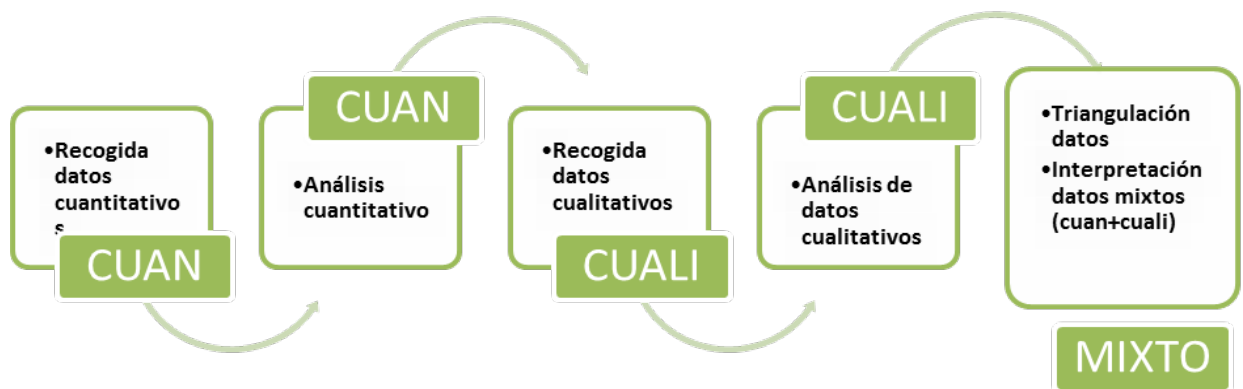 •Recogida
datos
cuantitativo
s
CUAN
CUAN
•Análisis
cuantitativo
•Recogida
datos
cualitativos
CUALI
CUALI
•Análisis de
datos
cualitativos
•Triangulación
datos
•Interpretación
datos mixtos
(cuan+cuali)
MIXTO